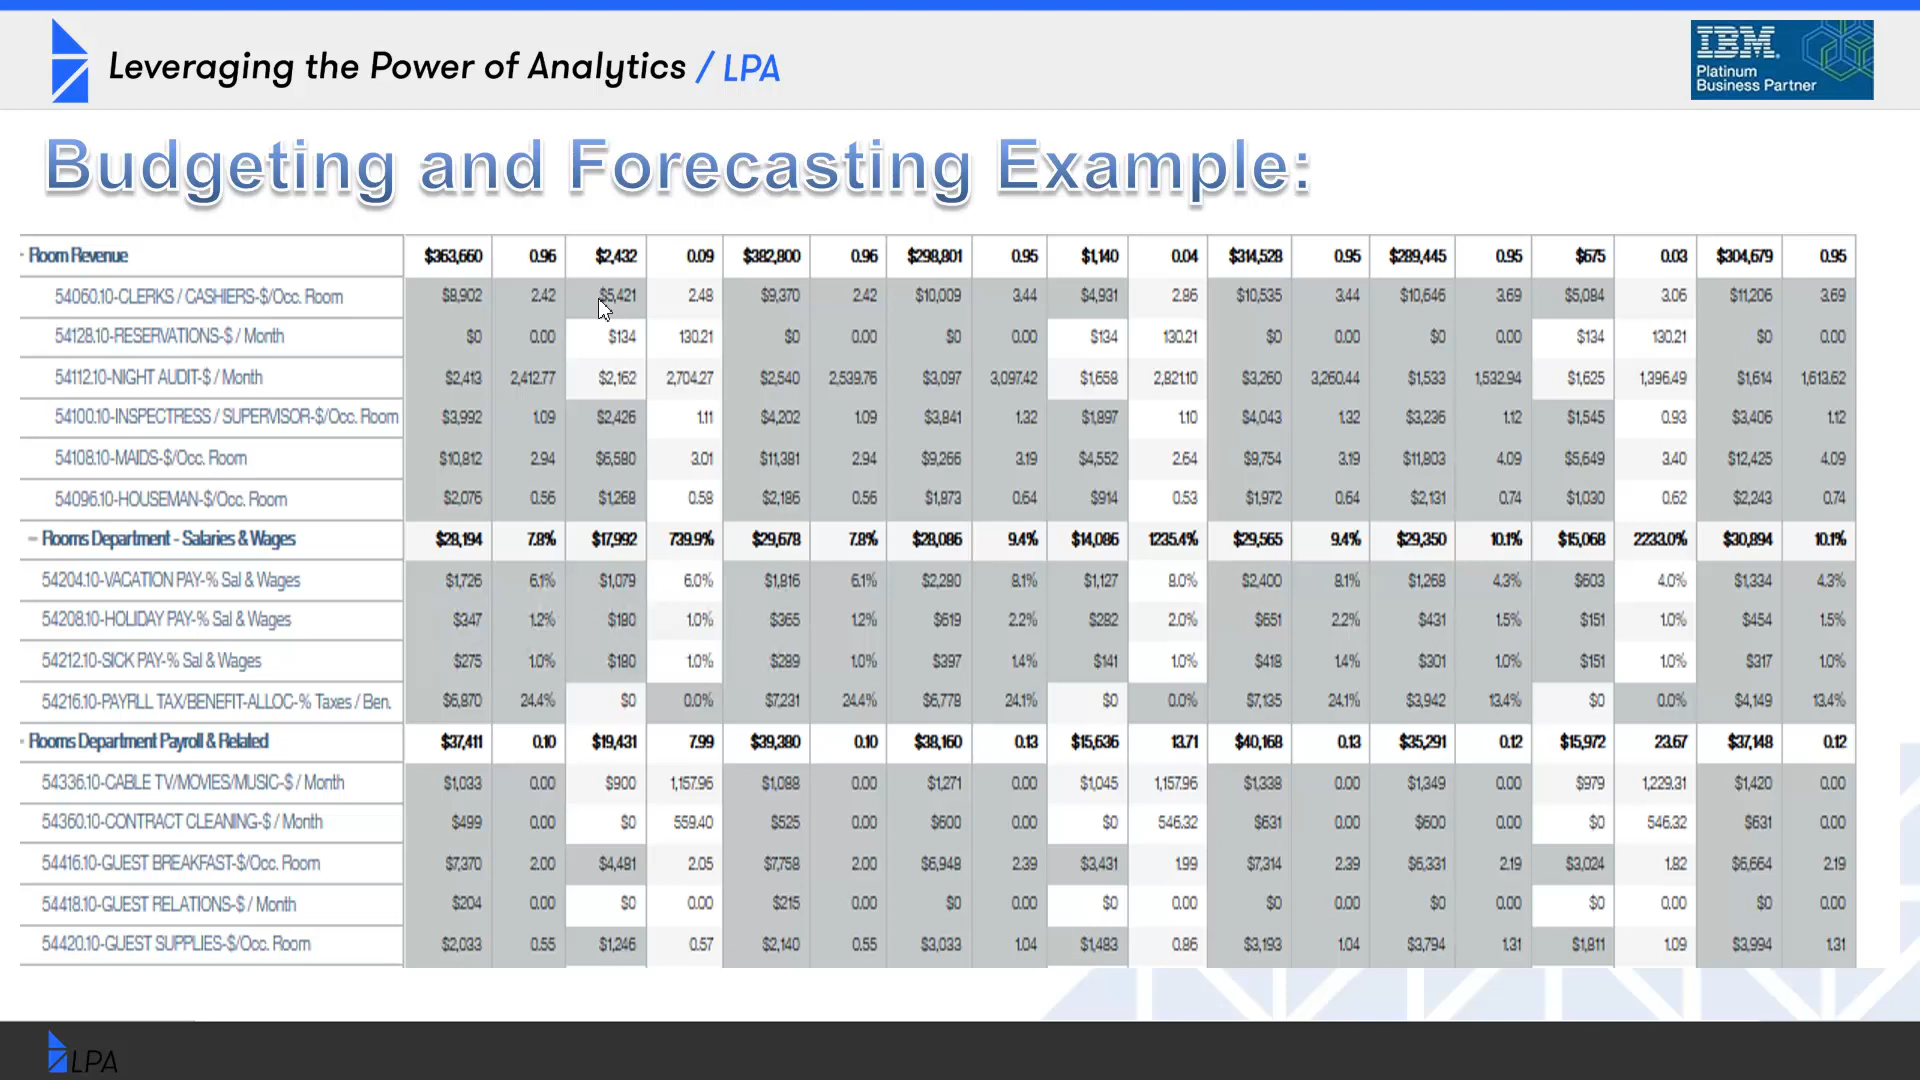 Leveraging the Power of Analytics / LPA
IBM
Platinum
Business Partner
Budgeting and Forecasting Example:
- Room Revenue $363,660 0.96 $2,432 0.09 $382,800 0.96 $298,801 0.95 $1,140 0.04 $314,528 0.95 $289,445 0.95 $675 0.03 $304,679 0.95
54060.10-CLERKS / CASHIERS-$/Occ. Room $8,902 2.42 $5,421 2.48 $9,370 2.42 $10,009 3.44 $4,931 2.86 $10,535 3.44 $10,646 3.69 $5,084 3.06 $11,206 3.69
54128.10-RESERVATIONS-$ / Month $0 0.00 $134 130.21 $0 0.00 $0 0.00 $134 130.21 $0 0.00 $0 0.00 $134 130.21 $0 0.00
54112.10-NIGHT AUDIT-$ / Month $2,413 2,412.77 $2,162 2,704.27 $2,540 2,539.76 $3,097 3,097.42 $1,658 2,821.10 $3,260 3,260.44 $1,533 1,532.94 $1,625 1,396.49 $1,614 1,613.62
54100.10-INSPECTRESS / SUPERVISOR-$/Occ. Room $3,992 1.09 $2,426 1.11 $4,202 1.09 $3,841 1.32 $1,897 1.10 $4,043 1.32 $3,236 1.12 $1,545 0.93 $3,406 1.12
54108.10-MAIDS-$/Occ. Room $10,812 2.94 $6,580 3.01 $11,381 2.94 $9,266 3.19 $4,552 2.64 $9,754 3.19 $11,803 4.09 $5,649 3.40 $12,425 4.09
54096.10-HOUSEMAN-$/Occ. Room $2,076 0.56 $1,268 0.58 $2,186 0.56 $1,873 0.64 $914 0.53 $1,972 0.64 $2,131 0.74 $1,030 0.62 $2,243 0.74
- Rooms Department - Salaries & Wages $28,194 7.8% $17,992 739.9% $29,678 7.8% $28,086 9.4% $14,086 1235.4% $29,565 9.4% $29,350 10.1% $15,068 2233.0% $30,894 10.1%
54204.10-VACATION PAY-% Sal & Wages $1,726 6.1% $1,079 6.0% $1,816 6.1% $2,280 8.1% $1,127 8.0% $2,400 8.1% $1,268 4.3% $603 4.0% $1,334 4.3%
54208.10-HOLIDAY PAY-% Sal & Wages $347 1.2% $180 1.0% $365 1.2% $619 2.2% $282 2.0% $651 2.2% $431 1.5% $151 1.0% $454 1.5%
54212.10-SICK PAY-% Sal & Wages $275 1.0% $180 1.0% $289 1.0% $397 1.4% $141 1.0% $418 1.4% $301 1.0% $151 1.0% $317 1.0%
54216.10-PAYRLL TAX/BENEFIT-ALLOC-% Taxes / Ben. $6,870 24.4% $0 0.0% $7,231 24.4% $6,778 24.1% $0 0.0% $7,135 24.1% $3,942 13.4% $0 0.0% $4,149 13.4%
- Rooms Department Payroll & Related $37,411 0.10 $19,431 7.99 $39,380 0.10 $38,160 0.13 $15,636 13.71 $40,168 0.13 $35,291 0.12 $15,972 23.67 $37,148 0.12
54336.10-CABLE TV/MOVIES/MUSIC-$ / Month $1,033 0.00 $900 1,157.96 $1,088 0.00 $1,271 0.00 $1,045 1,157.96 $1,338 0.00 $1,349 0.00 $979 1,229.31 $1,420 0.00
54360.10-CONTRACT CLEANING-$ / Month $499 0.00 $0 559.40 $525 0.00 $600 0.00 $0 546.32 $631 0.00 $600 0.00 $0 546.32 $631 0.00
54416.10-GUEST BREAKFAST-$/Occ. Room $7,370 2.00 $4,481 2.05 $7,758 2.00 $6,948 2.39 $3,431 1.99 $7,314 2.39 $6,331 2.19 $3,024 1.82 $6,664 2.19
54418.10-GUEST RELATIONS-$ / Month $204 0.00 $0 0.00 $215 0.00 $0 0.00 $0 0.00 $0 0.00 $0 0.00 $0 0.00 $0 0.00
54420.10-GUEST SUPPLIES-$/Occ. Room $2,033 0.55 $1,246 0.57 $2,140 0.55 $3,033 1.04 $1,483 0.86 $3,193 1.04 $3,794 1.31 $1,811 1.09 $3,994 1.31
LPA